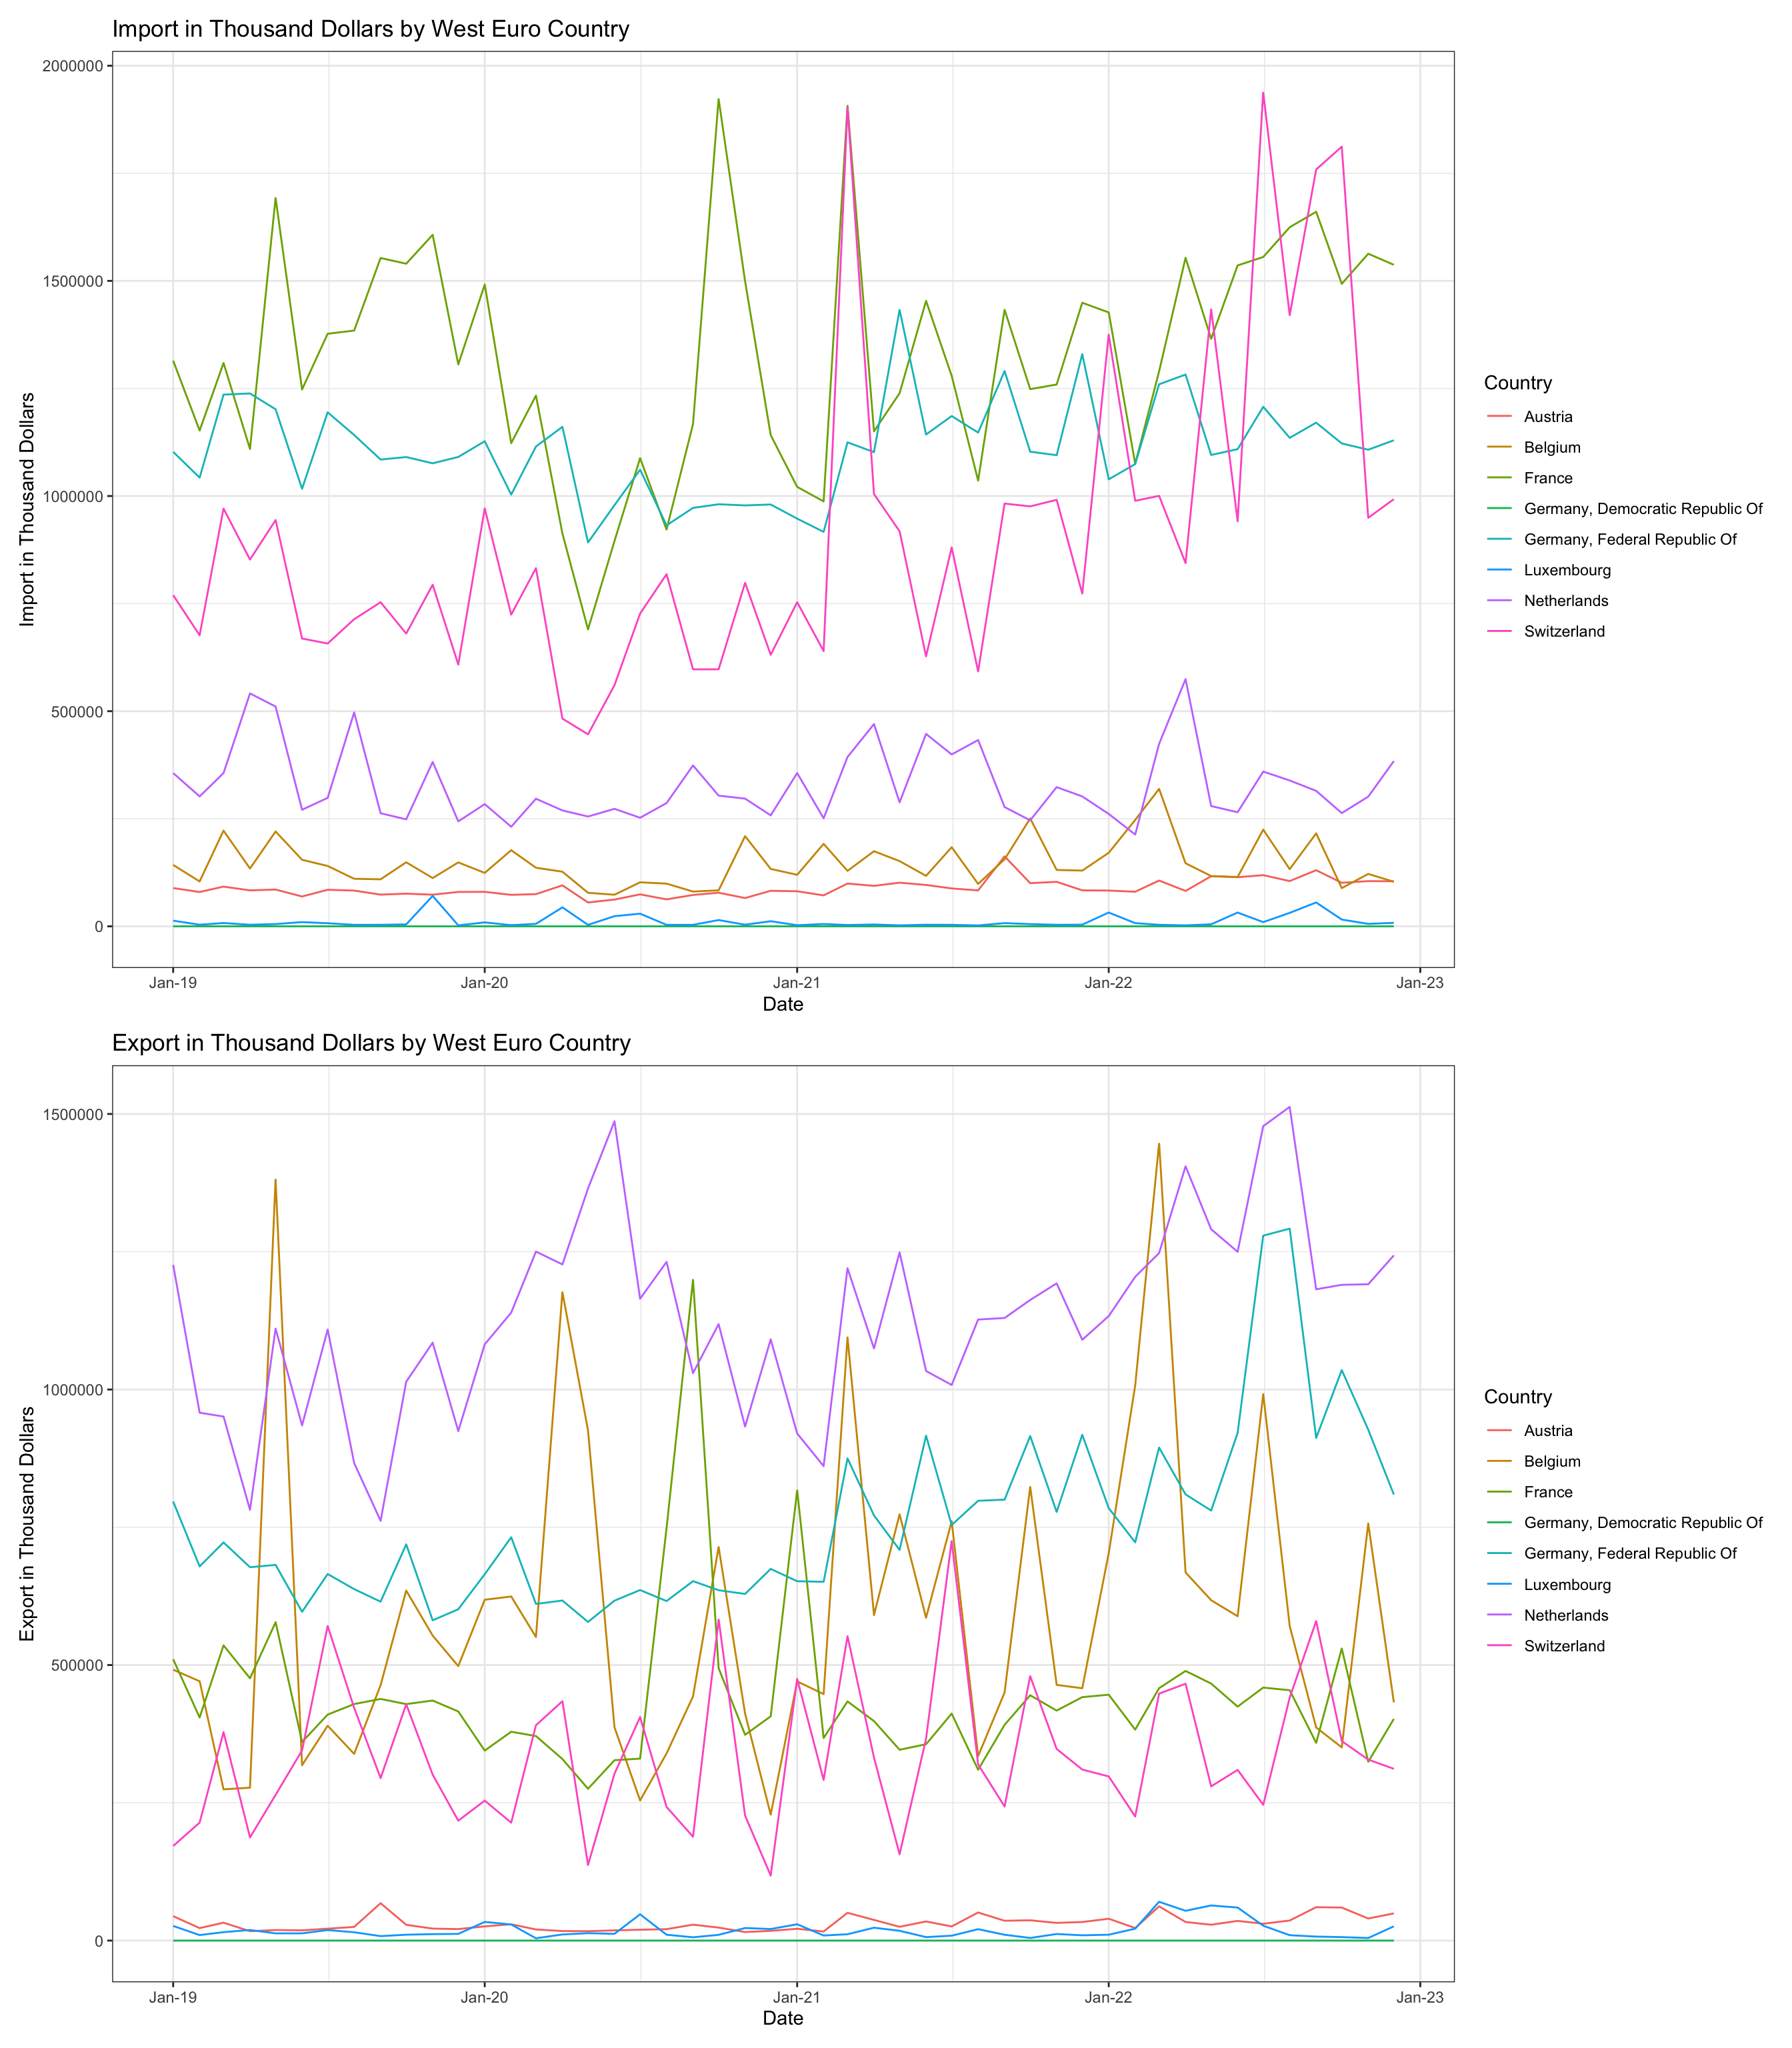 Import in Thousand Dollars by West Euro Country
2000000
1500000
1000000
500000
0
Import in Thousand Dollars
Jan-19
Jan-20
Jan-21
Jan-22
Jan-23
Date
Country
Austria
Belgium
France
Germany, Democratic Republic Of
Germany, Federal Republic Of
Luxembourg
Netherlands
Switzerland
Export in Thousand Dollars by West Euro Country
1500000
1000000
500000
0
Export in Thousand Dollars
Jan-19
Jan-20
Jan-21
Jan-22
Jan-23
Date
Country
Austria
Belgium
France
Germany, Democratic Republic Of
Germany, Federal Republic Of
Luxembourg
Netherlands
Switzerland